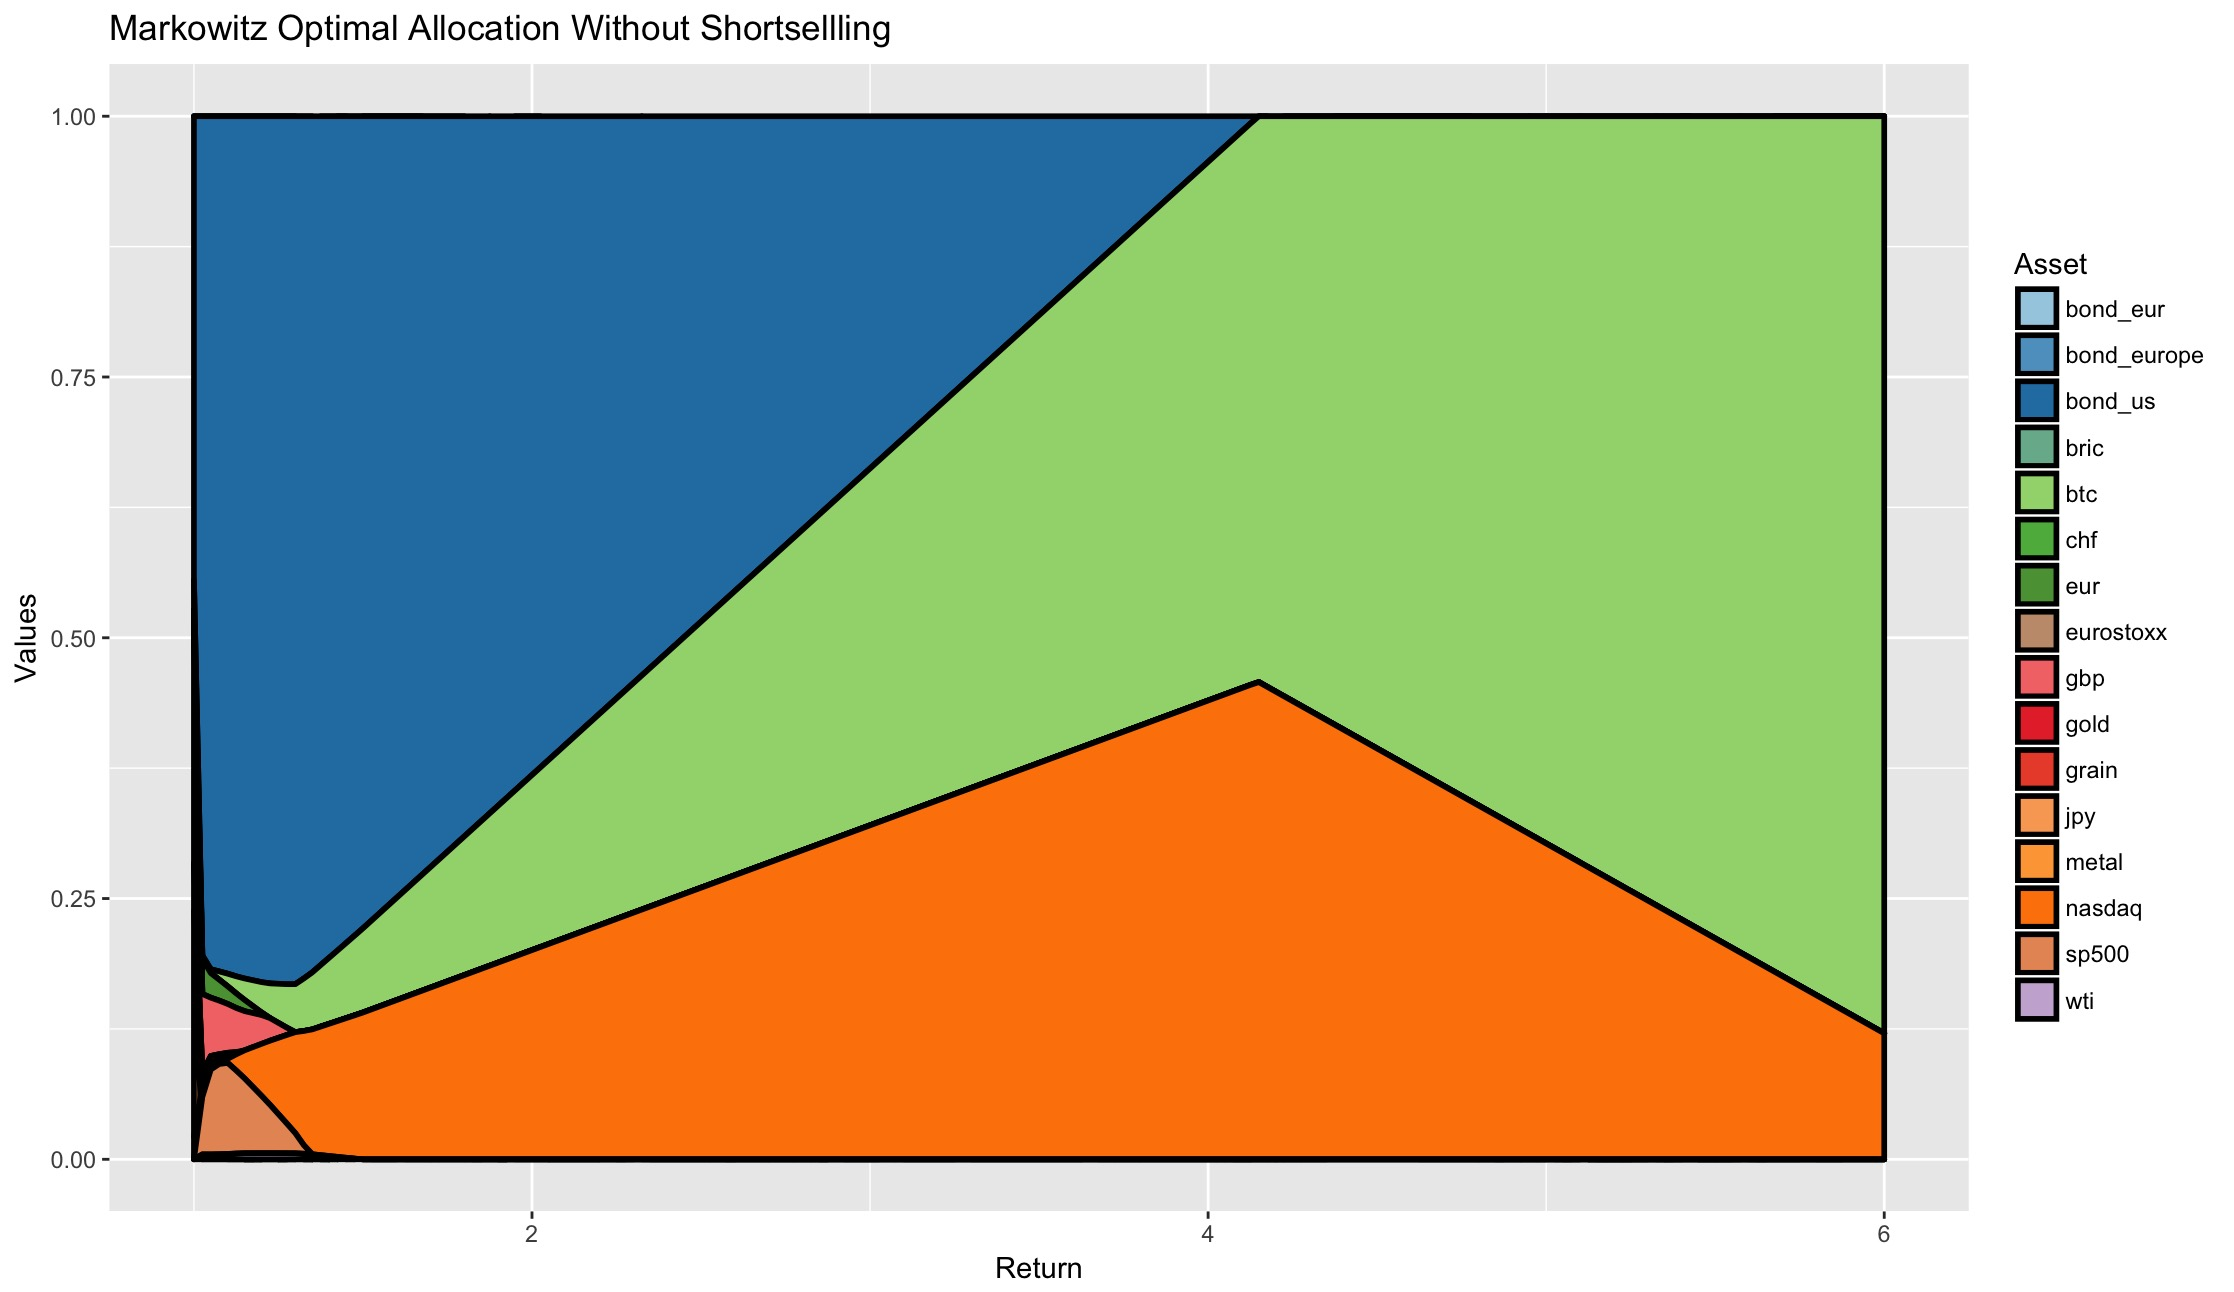 Markowitz Optimal Allocation Without Shortsellling
1.00
0.75
0.50
0.25
0.00
Values
2 4 6
Return
Asset
bond_eur
bond_europe
bond_us
bric
btc
chf
eur
eurostoxx
gbp
gold
grain
jpy
metal
nasdaq
sp500
wti